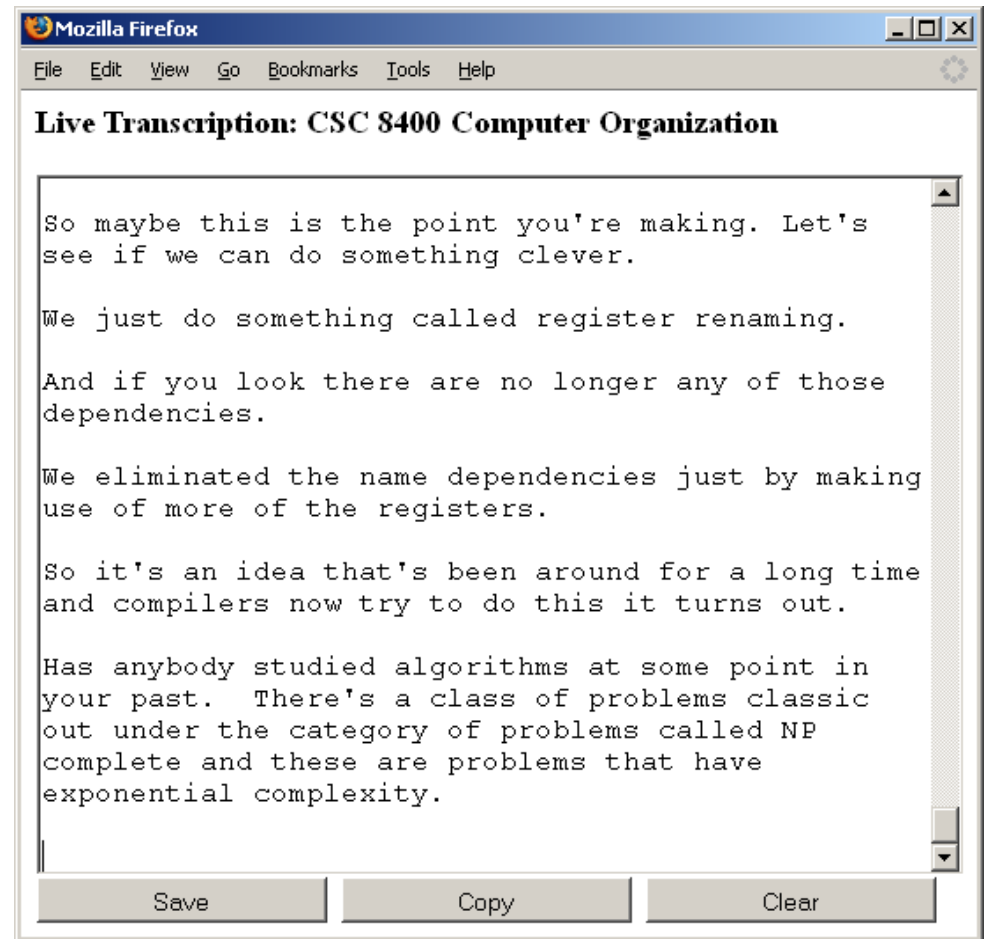 Mozilla Firefox
File Edit View Go Bookmarks Tools Help
Live Transcription: CSC 8400 Computer Organization
So maybe this is the point you're making. Let's
see if we can do something clever.
We just do something called register renaming.
And if you look there are no longer any of those
dependencies.
We eliminated the name dependencies just by making
use of more of the registers.
So it's an idea that's been around for a long time
and compilers now try to do this it turns out.
Has anybody studied algorithms at some point in
your past.  There's a class of problems classic
out under the category of problems called NP
complete and these are problems that have
exponential complexity.
Save Copy Clear